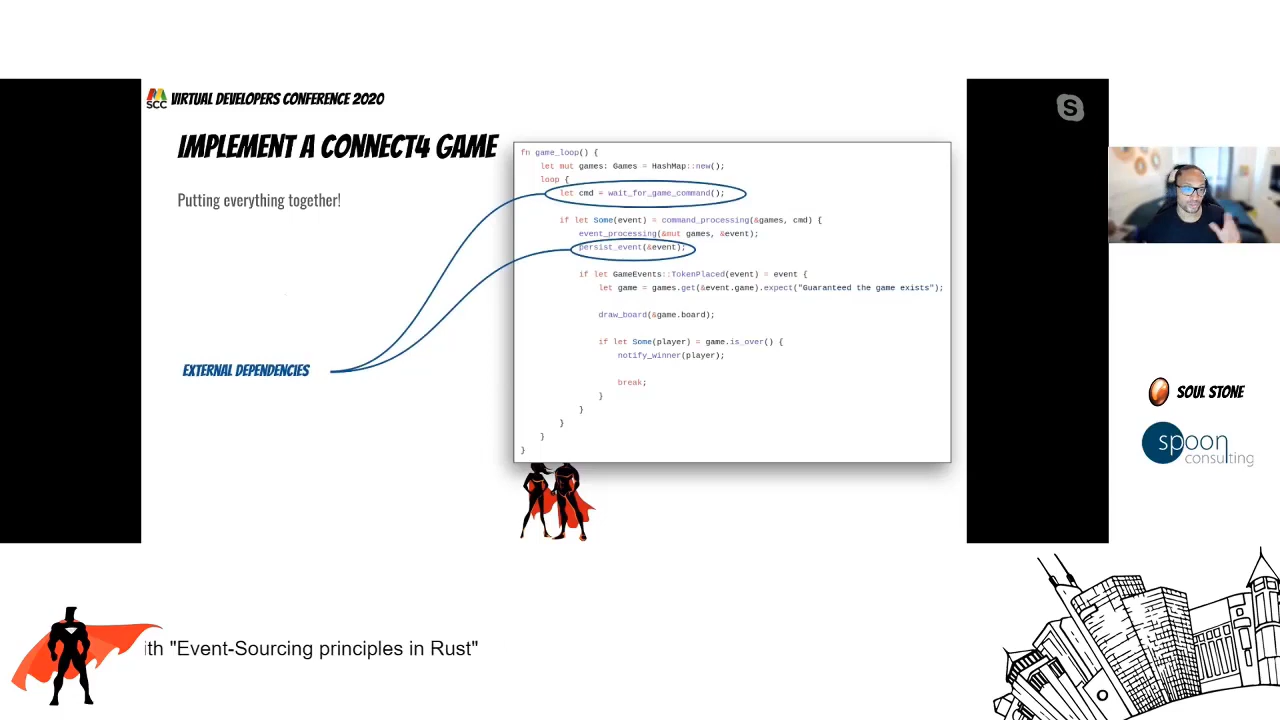 MSCC VIRTUAL DEVELOPERS CONFERENCE 2020
IMPLEMENT A CONNECT4 GAME
Putting everything together!
EXTERNAL DEPENDENCIES
fn game_loop() {
    let mut games: Games = HashMap::new();
    loop {
        let cmd = wait_for_game_command();
        if let Some(event) = command_processing(&games, cmd) {
            event_processing(&mut games, &event);
            persist_event(&event);
            if let GameEvents::TokenPlaced(event) = event {
                let game = games.get(&event.game).expect("Guaranteed the game exists");
                draw_board(&game.board);
                if let Some(player) = game.is_over() {
                    notify_winner(player);
                    break;
                }
            }
        }
    }
}
S
SOUL STONE
spoon
consulting
ith "Event-Sourcing principles in Rust"